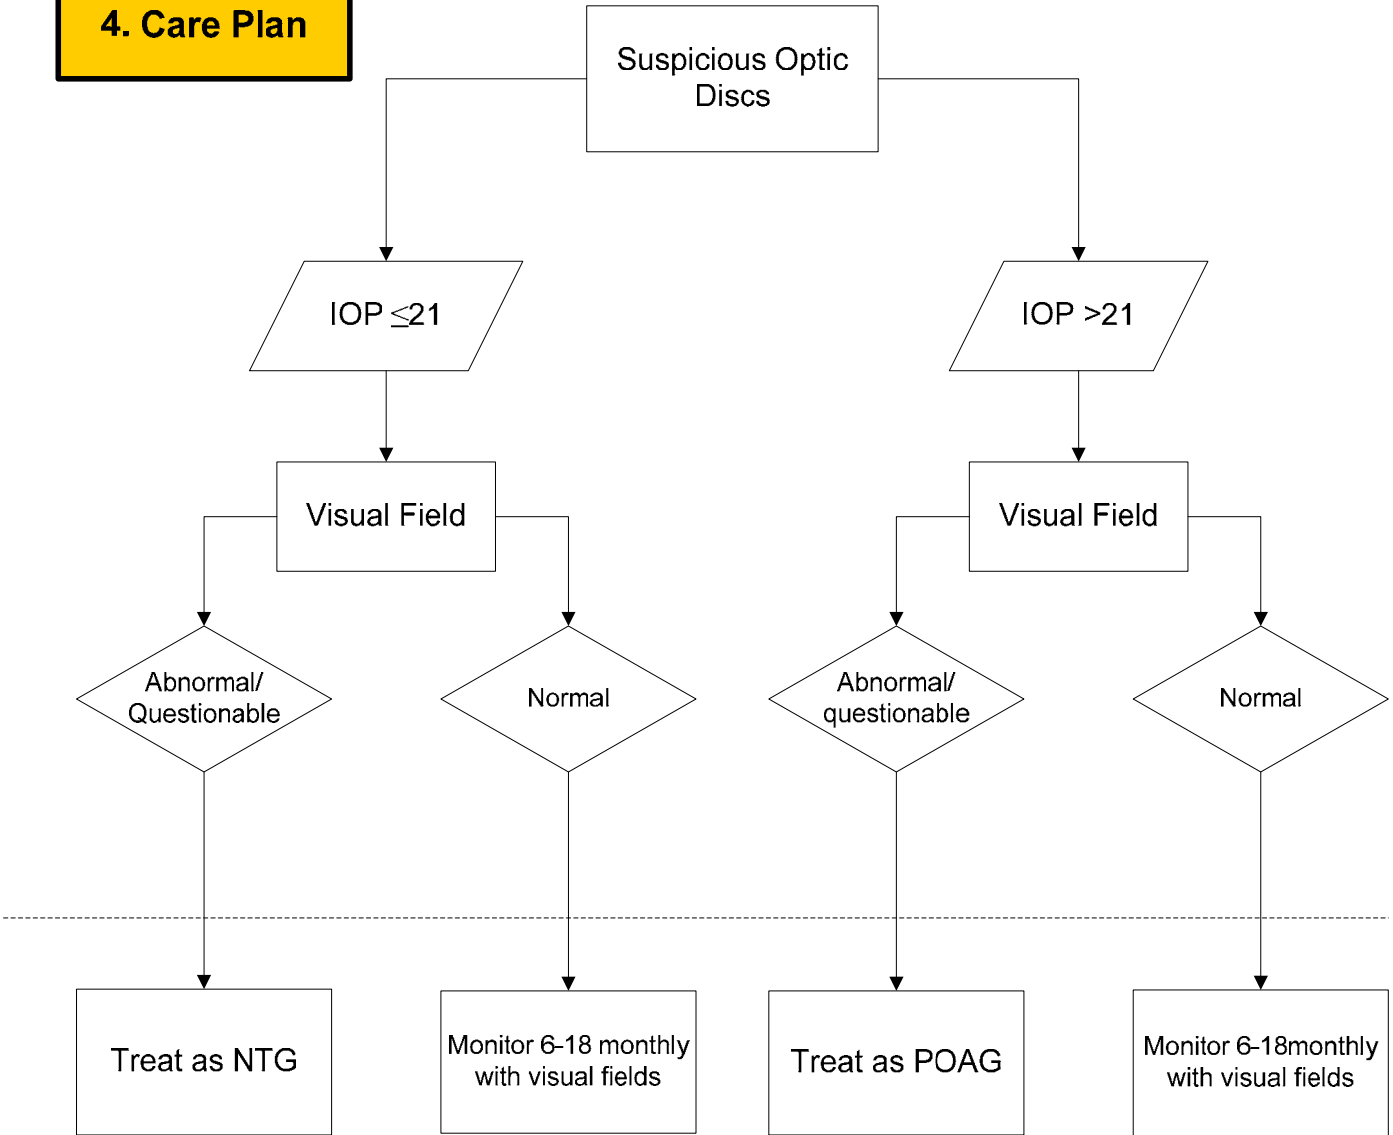 4. Care Plan
Suspicious Optic
Discs
IOP ≤21
IOP >21
Visual Field
Visual Field
Abnormal/
Questionable
Normal
Abnormal/
questionable
Normal
Treat as NTG
Monitor 6-18 monthly
with visual fields
Treat as POAG
Monitor 6-18monthly
with visual fields